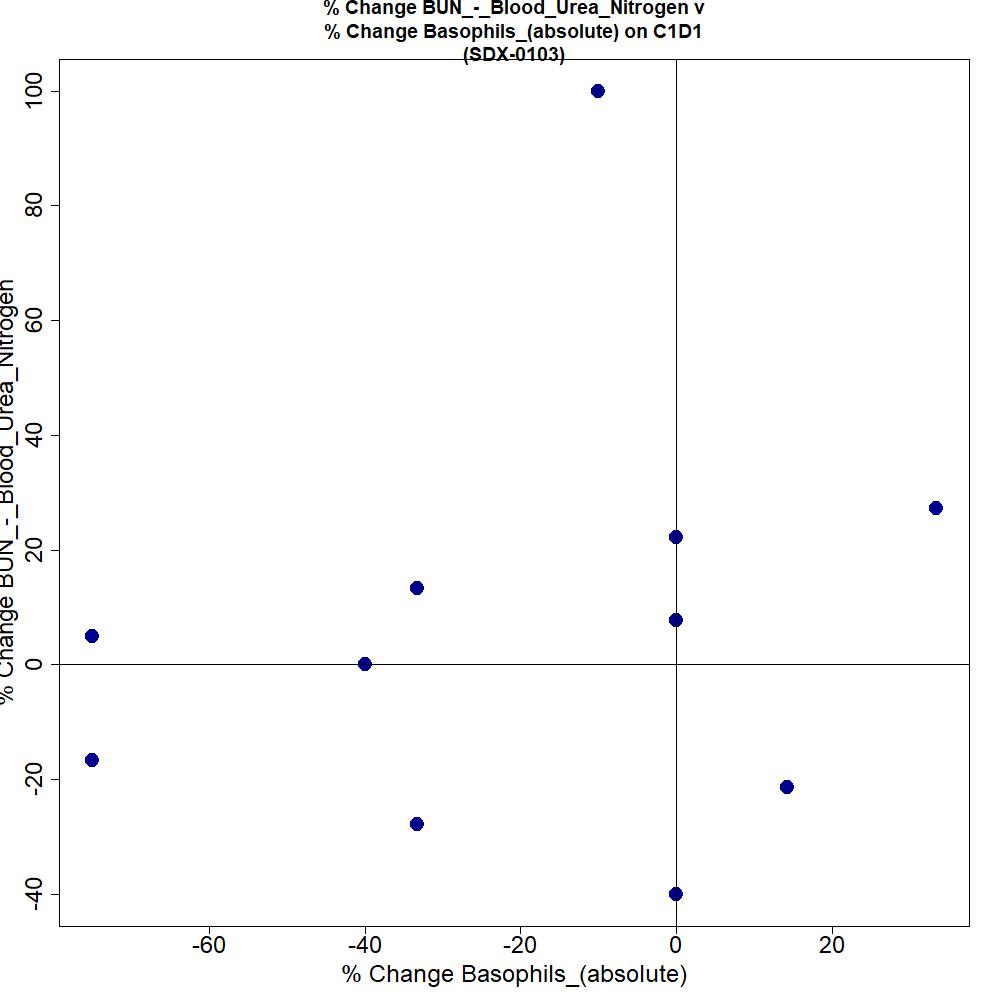 % Change BUN_-_Blood_Urea_Nitrogen v
% Change Basophils_(absolute) on C1D1
(SDX-0103)
% Change BUN_-_Blood_Urea_Nitrogen
100
80
60
40
20
0
-20
-40
-60 -40 -20 0 20
% Change Basophils_(absolute)